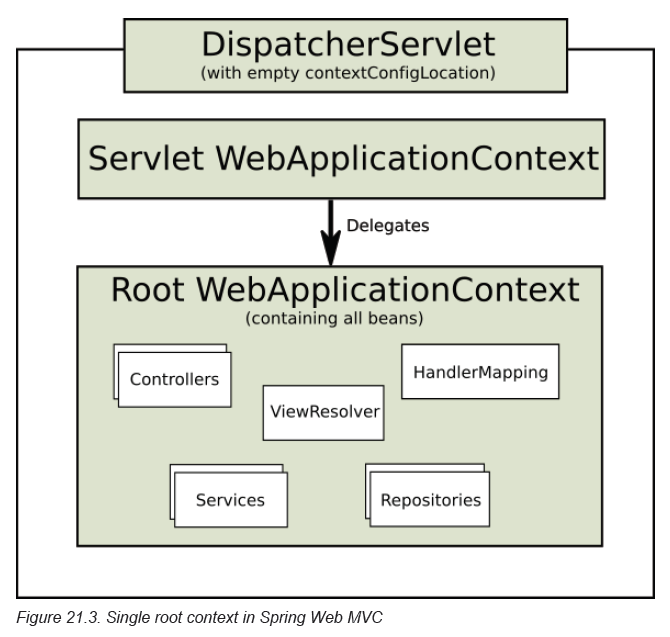 DispatcherServlet
(with empty contextConfigLocation)
Servlet WebApplicationContext
Delegates
Root WebApplicationContext
(containing all beans)
Controllers
HandlerMapping
ViewResolver
Services
Repositories
Figure 21.3. Single root context in Spring Web MVC